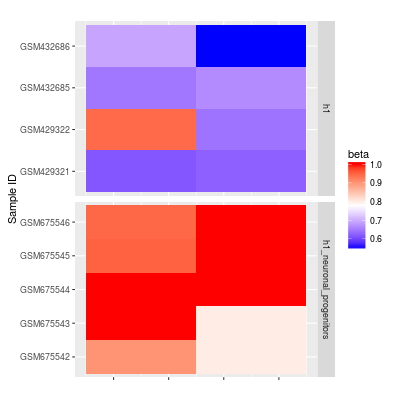 GSM432686
GSM432685
GSM429322
GSM429321
h1
GSM675546
GSM675545
GSM675544
GSM675543
GSM675542
h1_neuronal_progenitors
Sample ID
beta
1.0
0.9
0.8
0.7
0.6